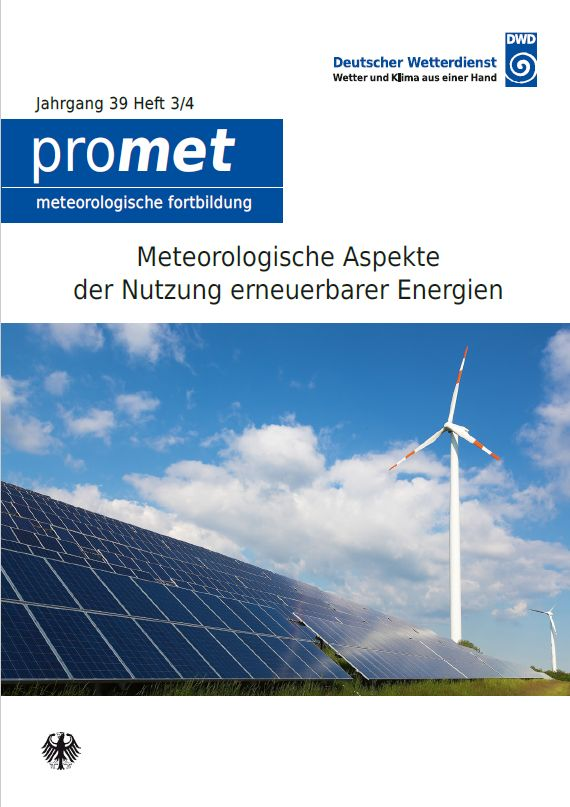 DWD
Deutscher Wetterdienst
Wetter und Klima aus einer Hand
Jahrgang 39 Heft 3/4
promet
meteorologische fortbildung
Meteorologische Aspekte
der Nutzung erneuerbarer Energien